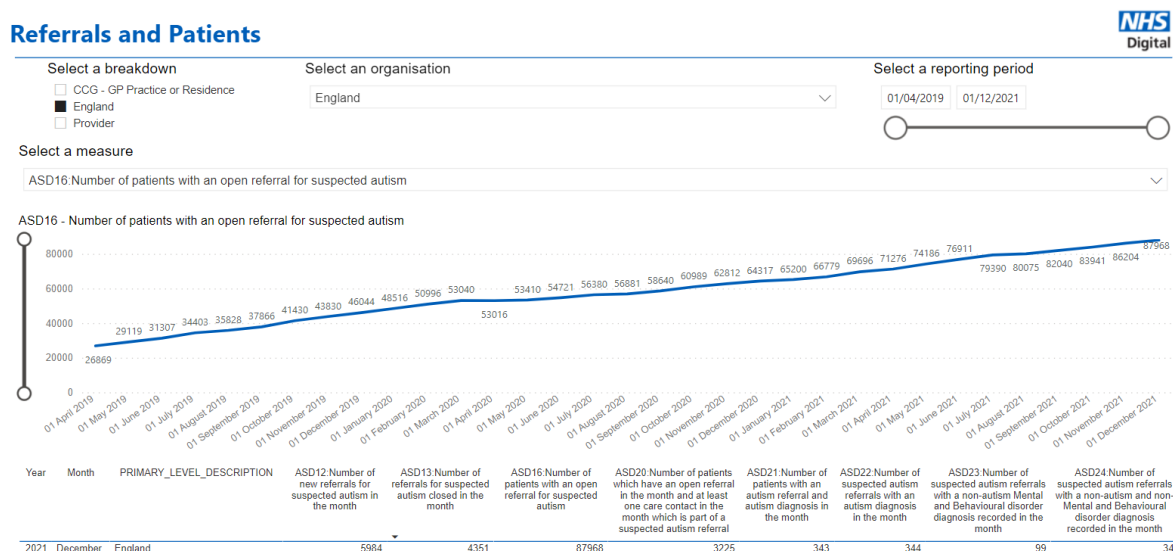 Referrals and Patients
NHS
Digital
Select a breakdown
Select an organisation
Select a reporting period
CCG - GP Practice or Residence
England
Provider
England
01/04/2019 01/12/2021
Select a measure
ASD16:Number of patients with an open referral for suspected autism
ASD16 - Number of patients with an open referral for suspected autism
80000
60000
40000
20000
0
26869
29119
31307
34403
35828
37866
41430
43830
46044
48516
50996
53040
53016
53410
54721
56380
56881
58640
60989
62812
64317
65200
66779
69696
71276
74186
76911
79390
80075
82040
83941
86204
87968
01 April 2019
01 May 2019
01 June 2019
01 July 2019
01 August 2019
01 September 2019
01 October 2019
01 November 2019
01 December 2019
01 January 2020
01 February 2020
01 March 2020
01 April 2020
01 May 2020
01 June 2020
01 July 2020
01 August 2020
01 September 2020
01 October 2020
01 November 2020
01 December 2020
01 January 2021
01 February 2021
01 March 2021
01 April 2021
01 May 2021
01 June 2021
01 July 2021
01 August 2021
01 September 2021
01 October 2021
01 November 2021
01 December 2021
Year
Month
PRIMARY_LEVEL_DESCRIPTION
ASD12:Number of
new referrals for
suspected autism in
the month
ASD13:Number of
referrals for suspected
autism closed in the
month
ASD16:Number of
patients with an open
referral for suspected
autism
ASD20:Number of patients
which have an open referral
in the month and at least
one care contact in the
month which is part of a
suspected autism referral
ASD21:Number of
patients with an
autism referral and
autism diagnosis in
the month
ASD22:Number of
suspected autism
referrals with an
autism diagnosis
in the month
ASD23:Number of
suspected autism referrals
with a non-autism Mental
and Behavioural disorder
diagnosis recorded in the
month
ASD24:Number of
suspected autism referrals
with a non-autism and non-
Mental and Behavioural
disorder diagnosis
recorded in the month
2021 December England 5984 4351 87968 3225 343 344 99 34